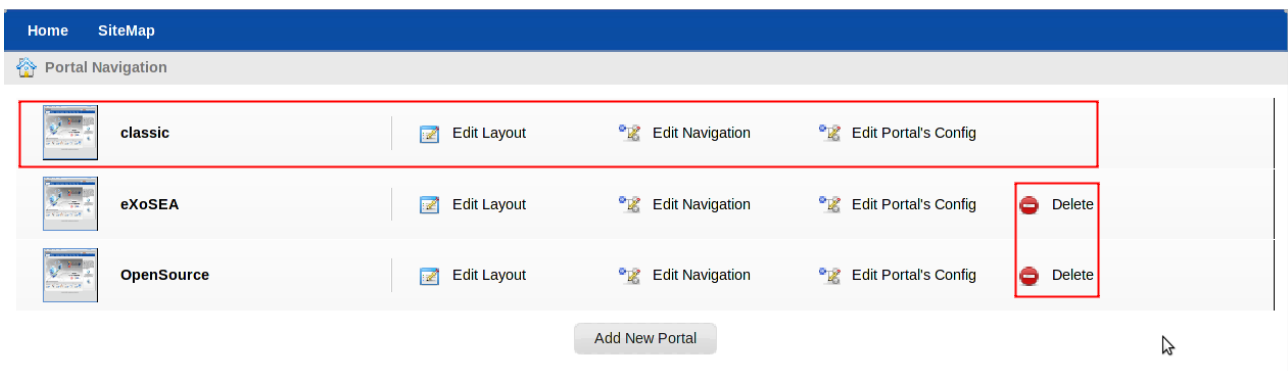 Home SiteMap
Portal Navigation
classic Edit Layout Edit Navigation Edit Portal's Config
eXoSEA Edit Layout Edit Navigation Edit Portal's Config Delete
OpenSource Edit Layout Edit Navigation Edit Portal's Config Delete
Add New Portal